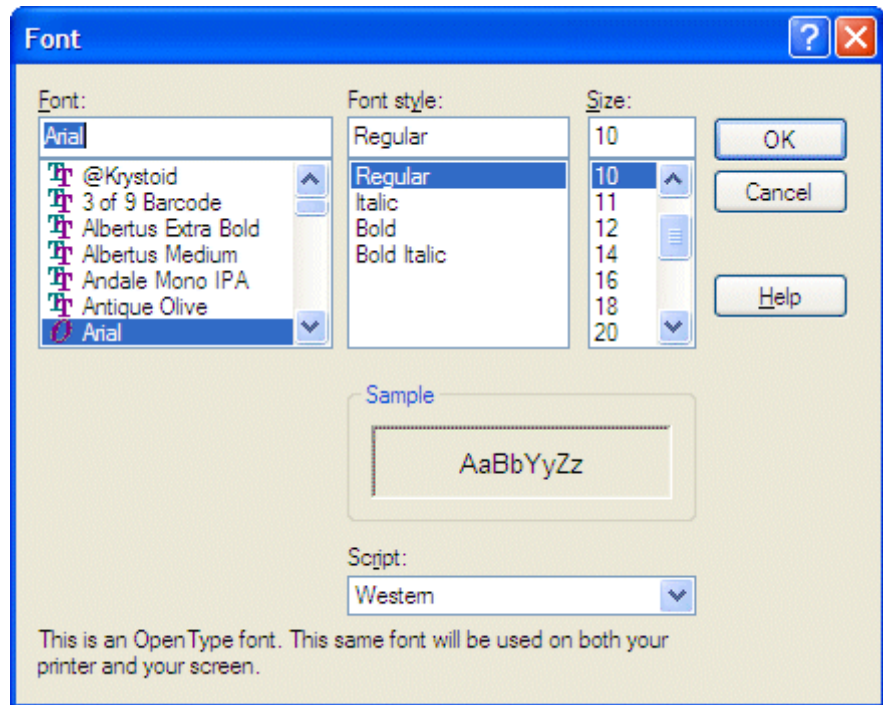 Font
Font:
Font style:
Size:
Arial
Regular
10
OK
@Krystoid
3 of 9 Barcode
Albertus Extra Bold
Albertus Medium
Andale Mono IPA
Antique Olive
Arial
Regular
Italic
Bold
Bold Italic
10
11
12
14
16
18
20
Cancel
Help
Sample
AaBbYyZz
Script:
Western
This is an OpenType font. This same font will be used on both your
printer and your screen.